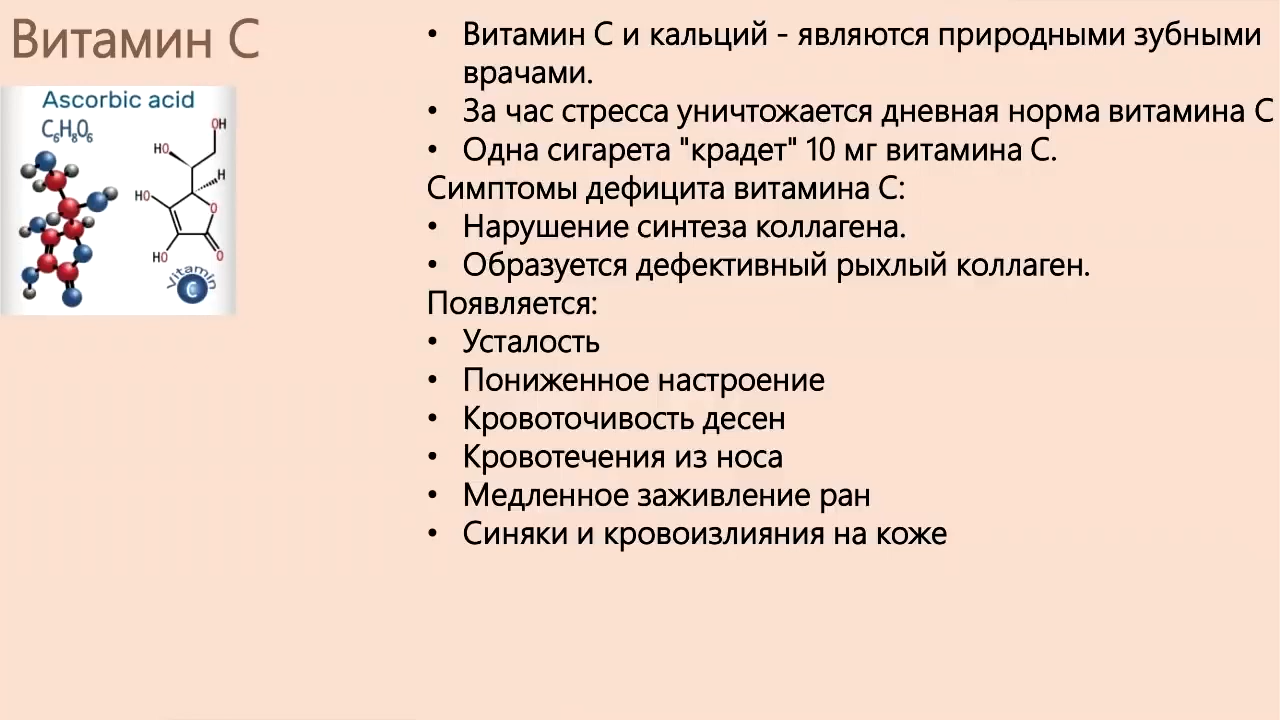 Витамин С
Ascorbic acid
C₆H₈O₆
OH
HO
H
HO
O
HO
O
Vitamin
C
• Витамин С и кальций - являются природными зубными
врачами.
• За час стресса уничтожается дневная норма витамина С
• Одна сигарета "крадет" 10 мг витамина С.
Симптомы дефицита витамина С:
• Нарушение синтеза коллагена.
• Образуется дефективный рыхлый коллаген.
Появляется:
• Усталость
• Пониженное настроение
• Кровоточивость десен
• Кровотечения из носа
• Медленное заживление ран
• Синяки и кровоизлияния на коже